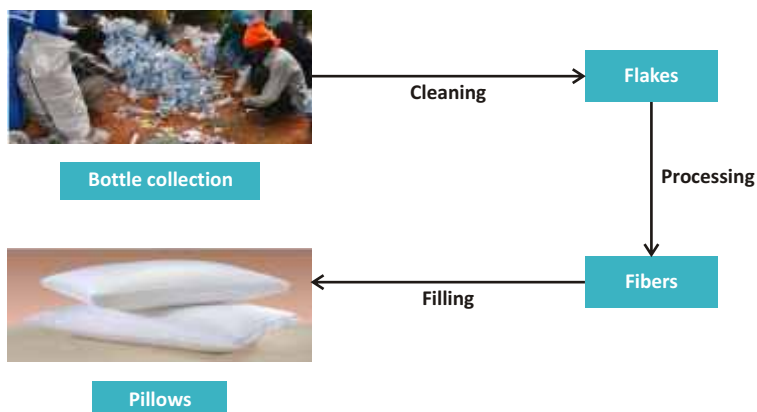 Flakes
Cleaning
Bottle collection
Processing
Fibers
Filling
Pillows